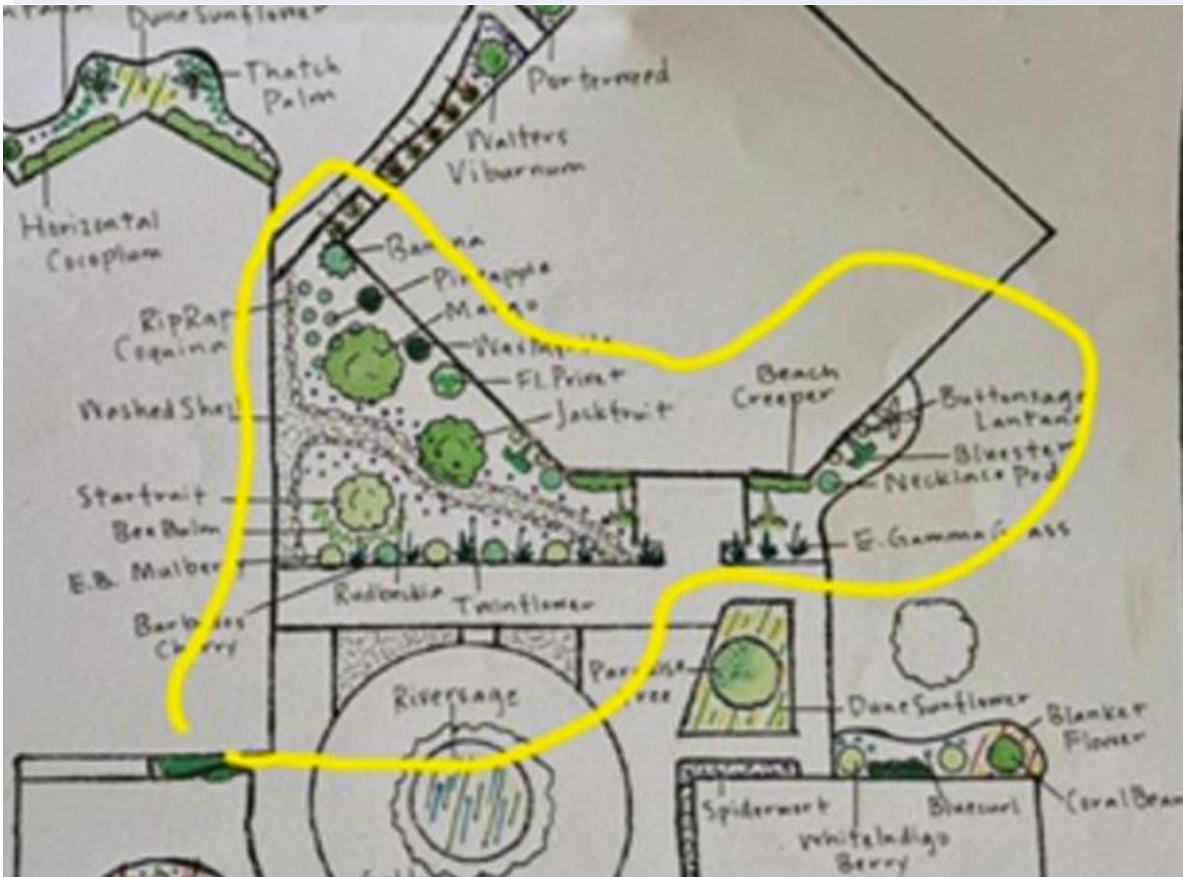 Dune Sunflower
Thatch
Palm
Porterweed
Walters
Viburnum
Horizontal
Cocoplum
Banana
Pineapple
Mango
RipRap
Coquina
Fl. Privet
Beach
Creeper
Jackfruit
Washed Shell
Buttonsage
Lantana
Bluestem
Necklace Pod
Starfruit
BeeBalm
E. Gamma Grass
E.B. Mulberry
Rudbeckia
Twinflower
Barbados
Cherry
Paradise
Tree
Riversage
Dune Sunflower
Blanket
Flower
Spiderwort
Bluecurl
Coral Bean
White Indigo
Berry